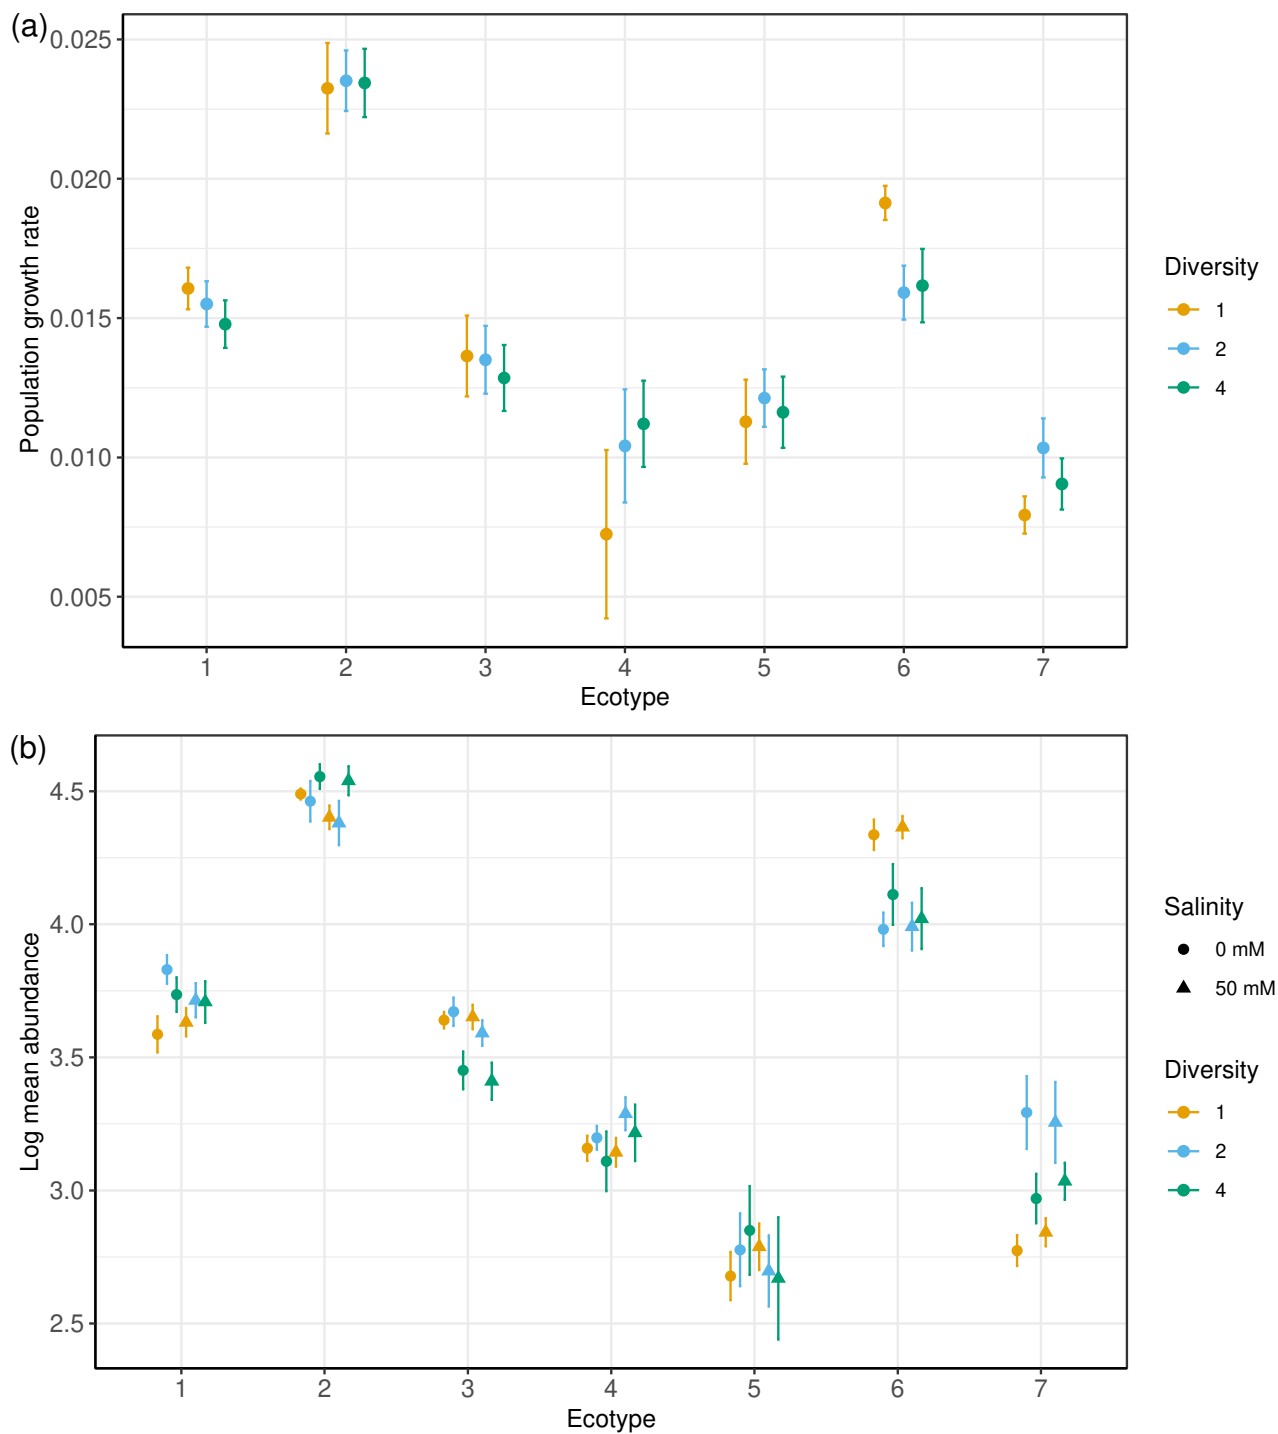 (a)
0.025
0.020
0.015
0.010
0.005
Population growth rate
1 2 3 4 5 6 7
Ecotype
Diversity
1
2
4
(b)
4.5
4.0
3.5
3.0
2.5
Log mean abundance
1 2 3 4 5 6 7
Ecotype
Salinity
0 mM
50 mM
Diversity
1
2
4